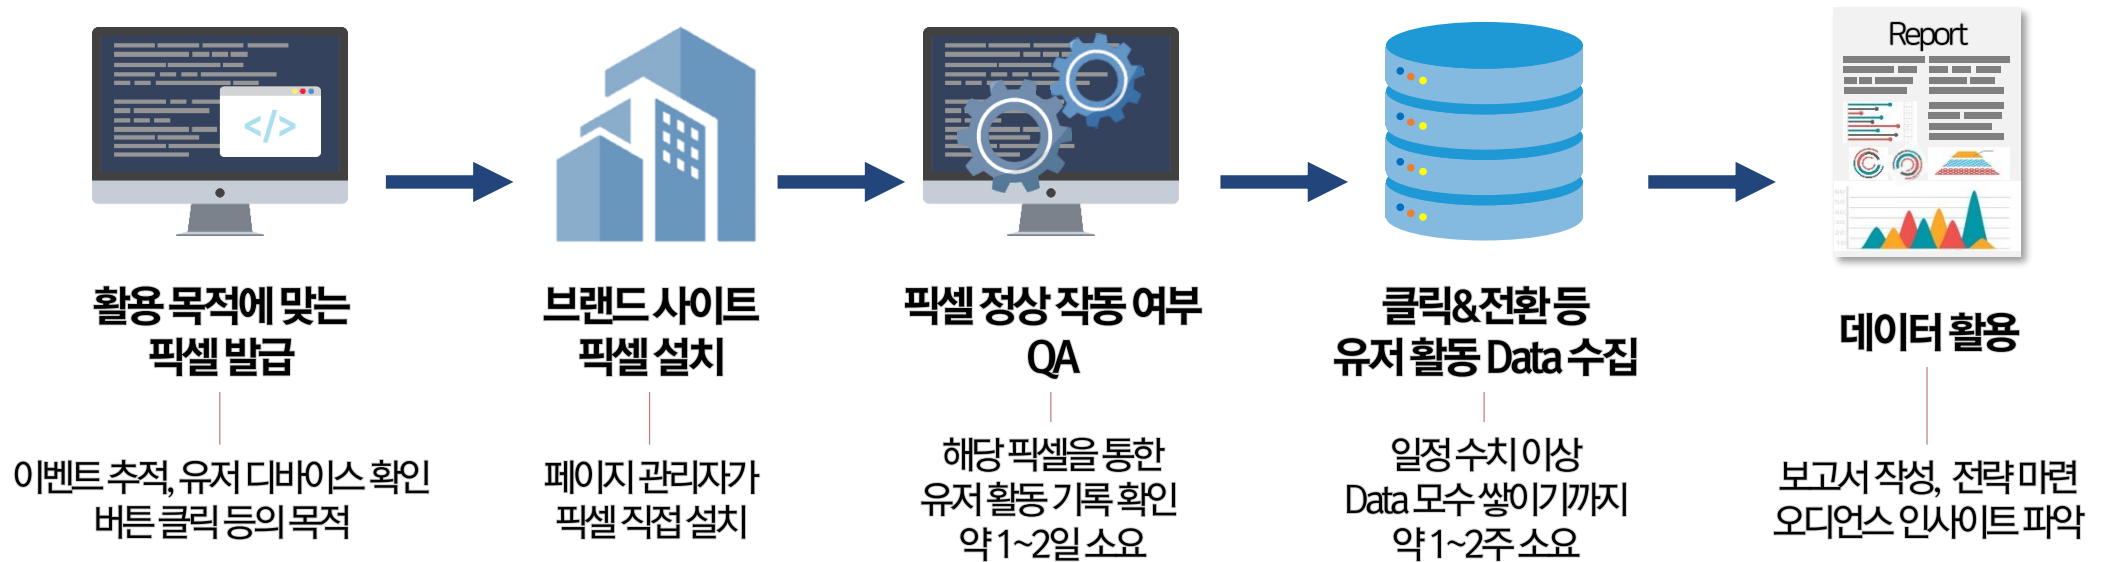 </>
Report
활용 목적에 맞는
픽셀 발급
이벤트 추적, 유저 디바이스 확인
버튼 클릭 등의 목적
브랜드 사이트
픽셀 설치
페이지 관리자가
픽셀 직접 설치
픽셀 정상 작동 여부
QA
해당 픽셀을 통한
유저 활동 기록 확인
약 1~2일 소요
클릭&전환 등
유저 활동 Data 수집
일정 수치 이상
Data 모수 쌓이기까지
약 1~2주 소요
데이터 활용
보고서 작성, 전략 마련
오디언스 인사이트 파악